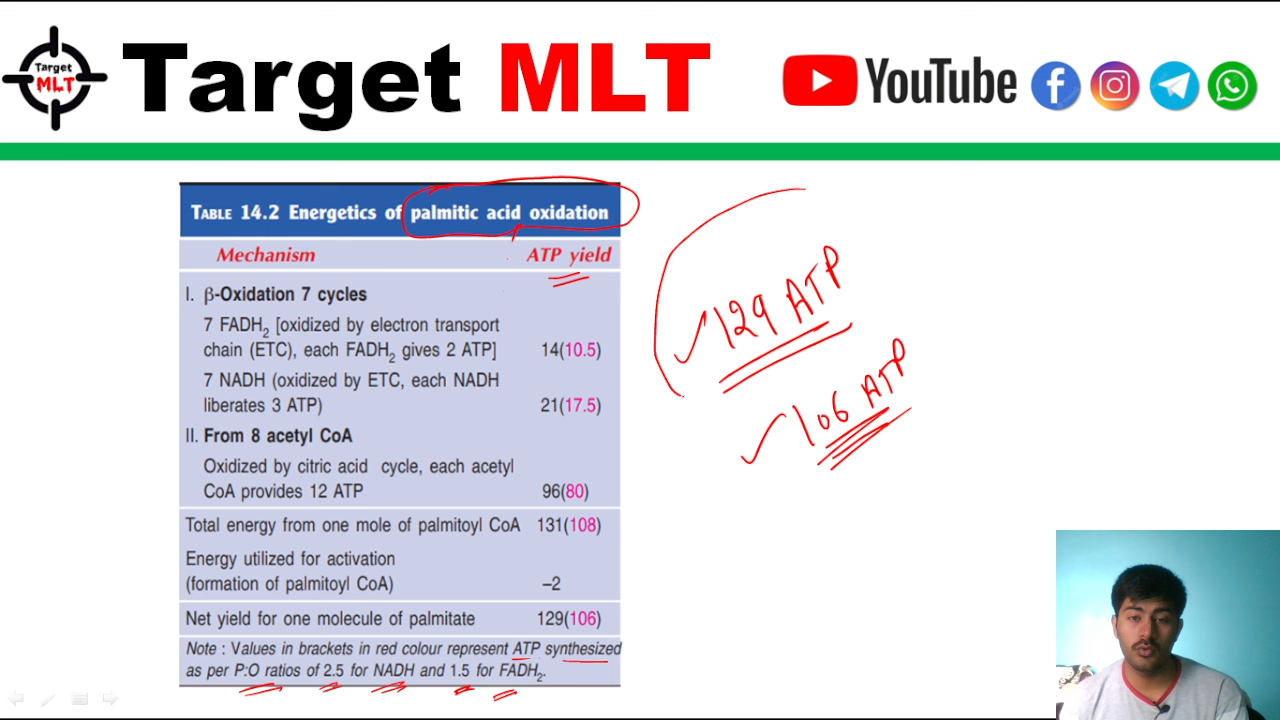 Target MLT
Target MLT YouTube
TABLE 14.2 Energetics of palmitic acid oxidation
Mechanism ATP yield
I. β-Oxidation 7 cycles
7 FADH₂ [oxidized by electron transport
chain (ETC), each FADH₂ gives 2 ATP] 14(10.5)
7 NADH (oxidized by ETC, each NADH
liberates 3 ATP) 21(17.5)
II. From 8 acetyl CoA
Oxidized by citric acid cycle, each acetyl
CoA provides 12 ATP 96(80)
Total energy from one mole of palmitoyl CoA 131(108)
Energy utilized for activation
(formation of palmitoyl CoA) –2
Net yield for one molecule of palmitate 129(106)
Note : Values in brackets in red colour represent ATP synthesized
as per P:O ratios of 2.5 for NADH and 1.5 for FADH₂.
129 ATP
106 ATP